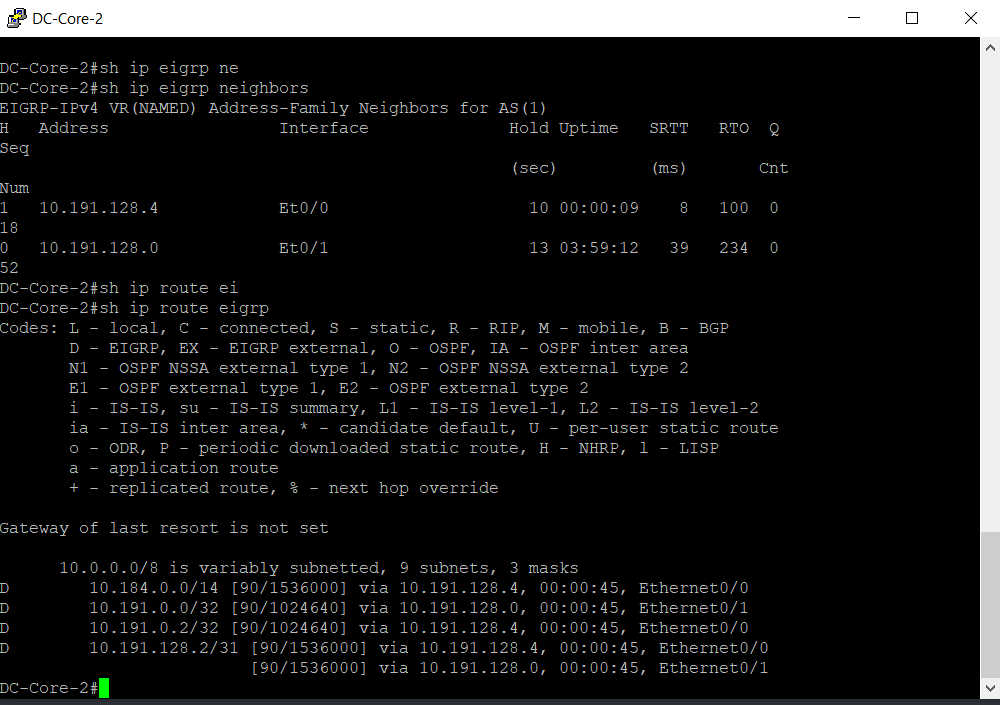 DC-Core-2
DC-Core-2#sh ip eigrp ne
DC-Core-2#sh ip eigrp neighbors
EIGRP-IPv4 VR(NAMED) Address-Family Neighbors for AS(1)
H   Address                 Interface              Hold Uptime   SRTT   RTO  Q
Seq
                                                   (sec)         (ms)       Cnt
Num
1   10.191.128.4            Et0/0                    10 00:00:09    8   100  0
18
0   10.191.128.0            Et0/1                    13 03:59:12   39   234  0
52
DC-Core-2#sh ip route ei
DC-Core-2#sh ip route eigrp
Codes: L - local, C - connected, S - static, R - RIP, M - mobile, B - BGP
       D - EIGRP, EX - EIGRP external, O - OSPF, IA - OSPF inter area
       N1 - OSPF NSSA external type 1, N2 - OSPF NSSA external type 2
       E1 - OSPF external type 1, E2 - OSPF external type 2
       i - IS-IS, su - IS-IS summary, L1 - IS-IS level-1, L2 - IS-IS level-2
       ia - IS-IS inter area, * - candidate default, U - per-user static route
       o - ODR, P - periodic downloaded static route, H - NHRP, l - LISP
       a - application route
       + - replicated route, % - next hop override
Gateway of last resort is not set
      10.0.0.0/8 is variably subnetted, 9 subnets, 3 masks
D        10.184.0.0/14 [90/1536000] via 10.191.128.4, 00:00:45, Ethernet0/0
D        10.191.0.0/32 [90/1024640] via 10.191.128.0, 00:00:45, Ethernet0/1
D        10.191.0.2/32 [90/1024640] via 10.191.128.4, 00:00:45, Ethernet0/0
D        10.191.128.2/31 [90/1536000] via 10.191.128.4, 00:00:45, Ethernet0/0
                         [90/1536000] via 10.191.128.0, 00:00:45, Ethernet0/1
DC-Core-2#